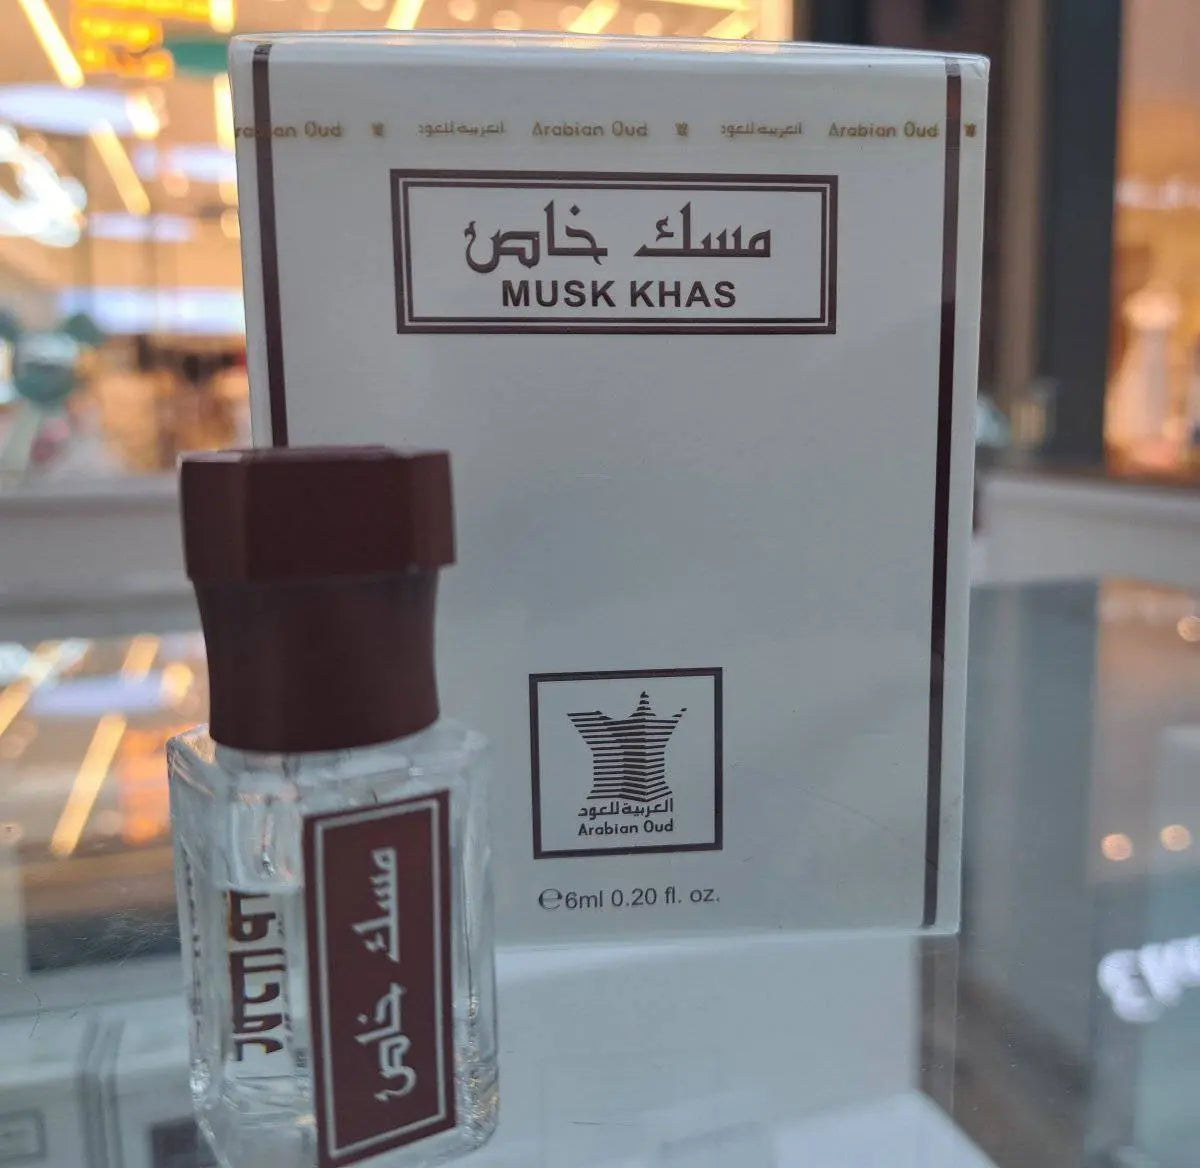 Arabian Oud العربية للعود Arabian Oud العربية للعود Arabian Oud
مسك خاص
MUSK KHAS
العربية للعود
Arabian Oud
℮6ml 0.20 fl. oz.
مسك خاص